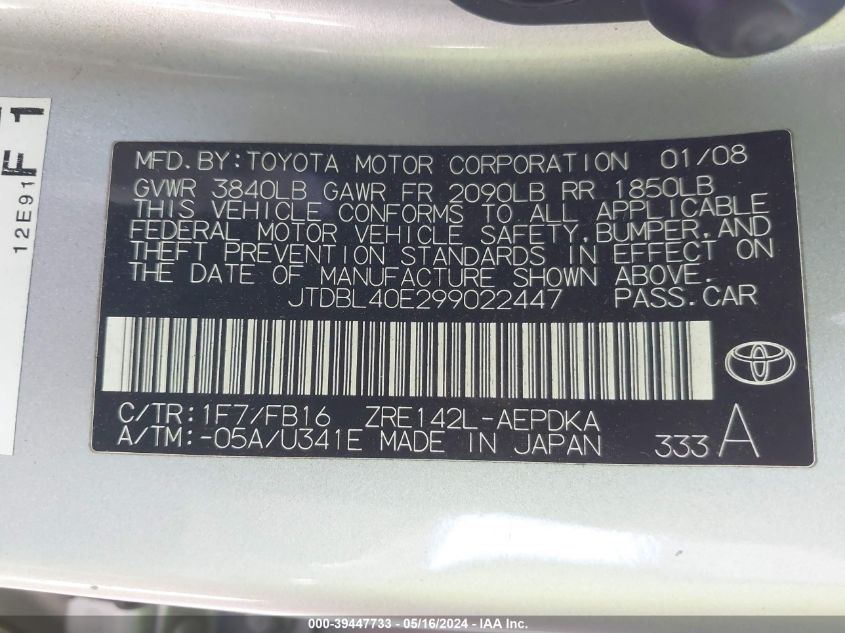 F 1
12E91
MFD.BY:TOYOTA MOTOR CORPORATION 01/08
GVWR 3840LB GAWR FR 2090LB RR 1850LB
THIS VEHICLE CONFORMS TO ALL APPLICABLE
FEDERAL MOTOR VEHICLE SAFETY,BUMPER,AND
THEFT PREVENTION STANDARDS IN EFFECT ON
THE DATE OF MANUFACTURE SHOWN ABOVE.
JTDBL40E299022447 PASS.CAR
C/TR:1F7/FB16 ZRE142L-AEPDKA
A/TM:-05A/U341E MADE IN JAPAN 333A
000-39447733 - 05/16/2024 - IAA Inc.